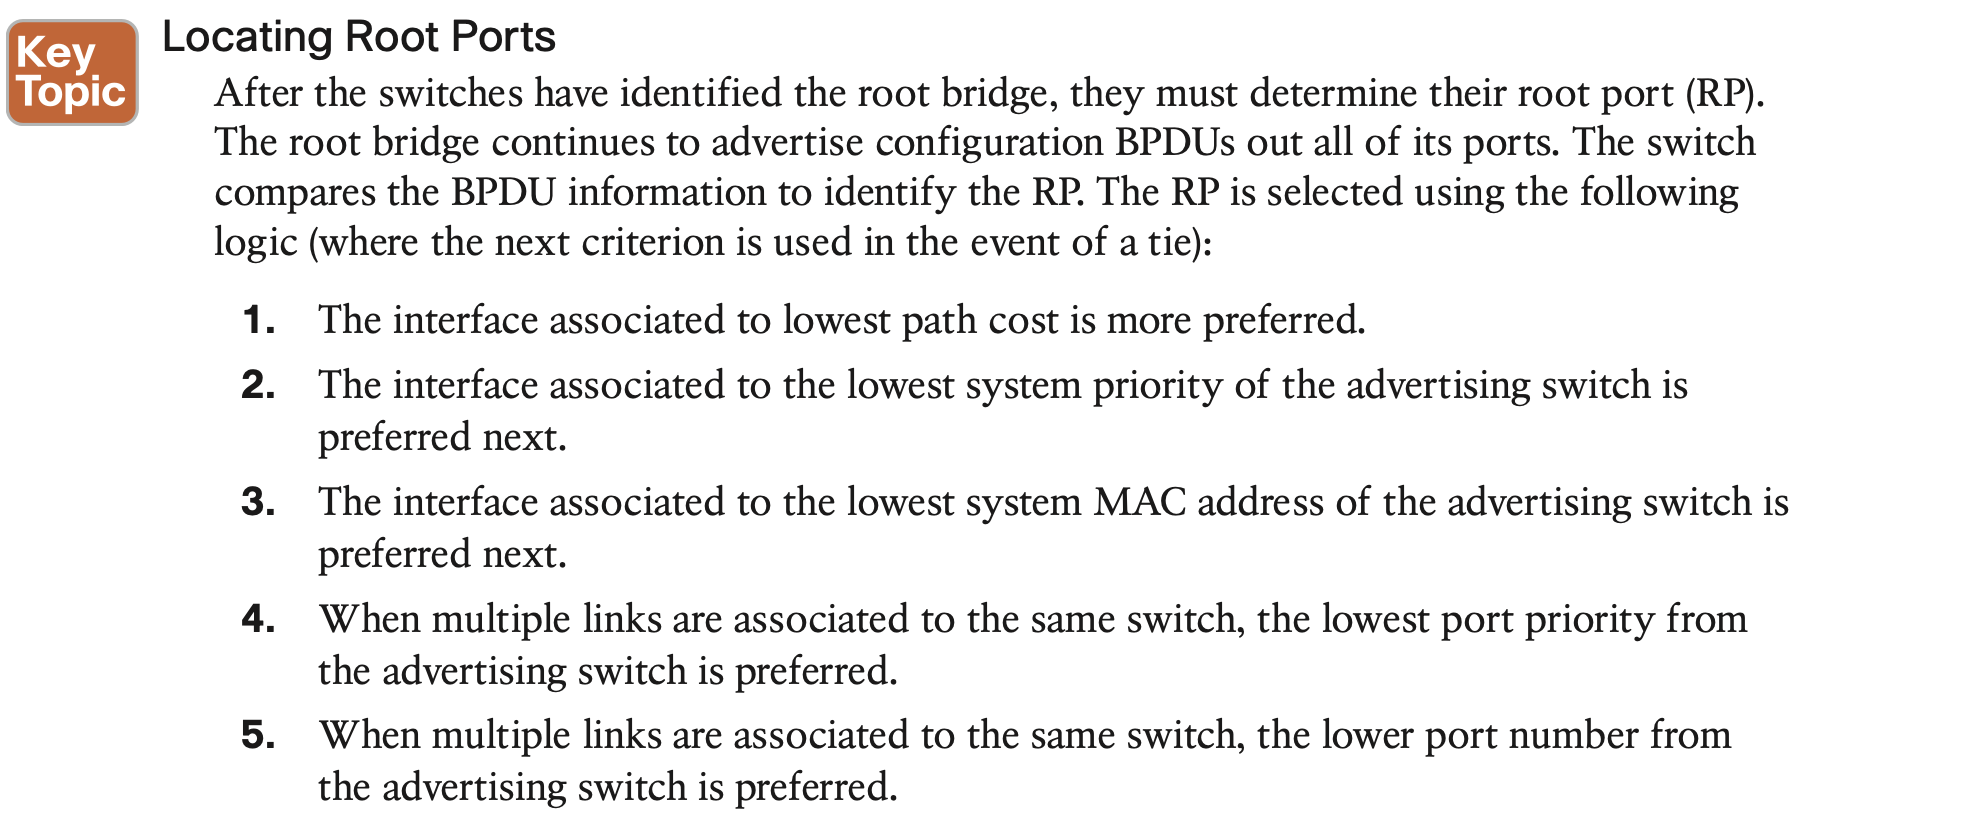 Key
Topic
Locating Root Ports
After the switches have identified the root bridge, they must determine their root port (RP).
The root bridge continues to advertise configuration BPDUs out all of its ports. The switch
compares the BPDU information to identify the RP. The RP is selected using the following
logic (where the next criterion is used in the event of a tie):
1. The interface associated to lowest path cost is more preferred.
2. The interface associated to the lowest system priority of the advertising switch is
preferred next.
3. The interface associated to the lowest system MAC address of the advertising switch is
preferred next.
4. When multiple links are associated to the same switch, the lowest port priority from
the advertising switch is preferred.
5. When multiple links are associated to the same switch, the lower port number from
the advertising switch is preferred.